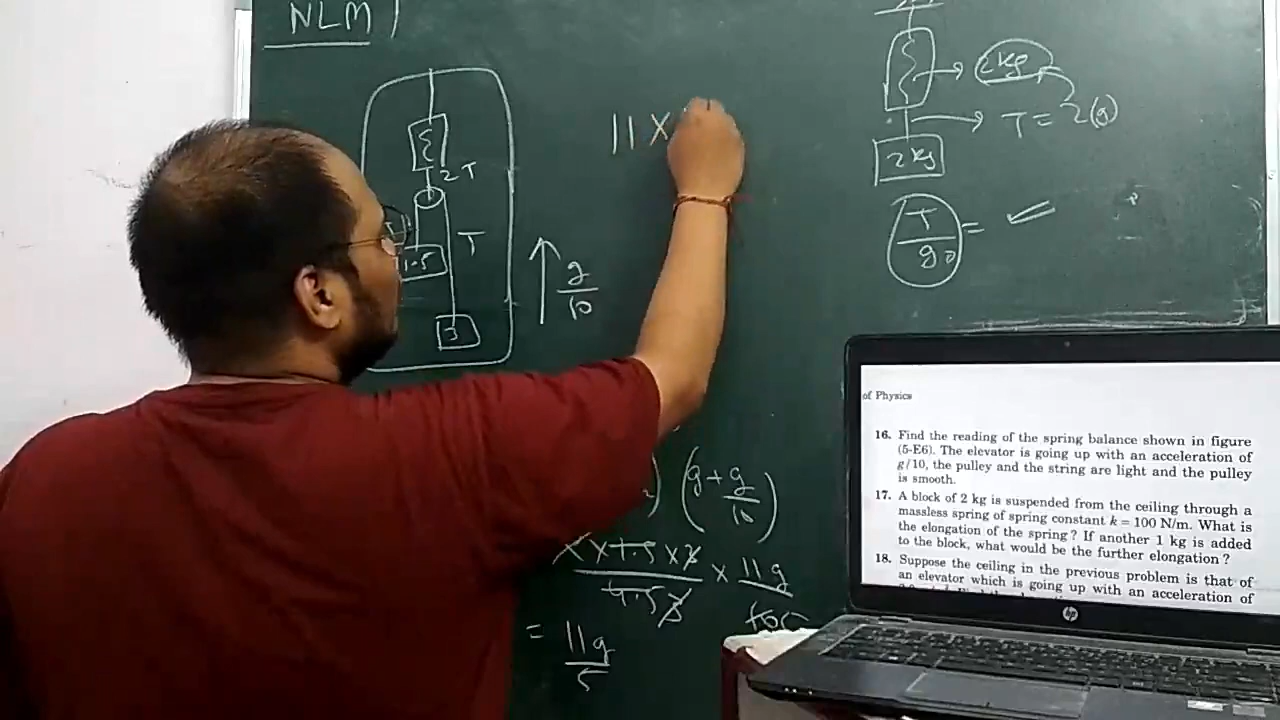 NLM
2T
T
1.5
3
g/10
11 X
2kg
T = 2(g)
2kg
T/g =
(g + g/10)
x 1.5 x 3 / 4.5 x 11g
= 11g/5
of Physics
16. Find the reading of the spring balance shown in figure
(5-E6). The elevator is going up with an acceleration of
g/10, the pulley and the string are light and the pulley
is smooth.
17. A block of 2 kg is suspended from the ceiling through a
massless spring of spring constant k = 100 N/m. What is
the elongation of the spring ? If another 1 kg is added
to the block, what would be the further elongation ?
18. Suppose the ceiling in the previous problem is that of
an elevator which is going up with an acceleration of
hp